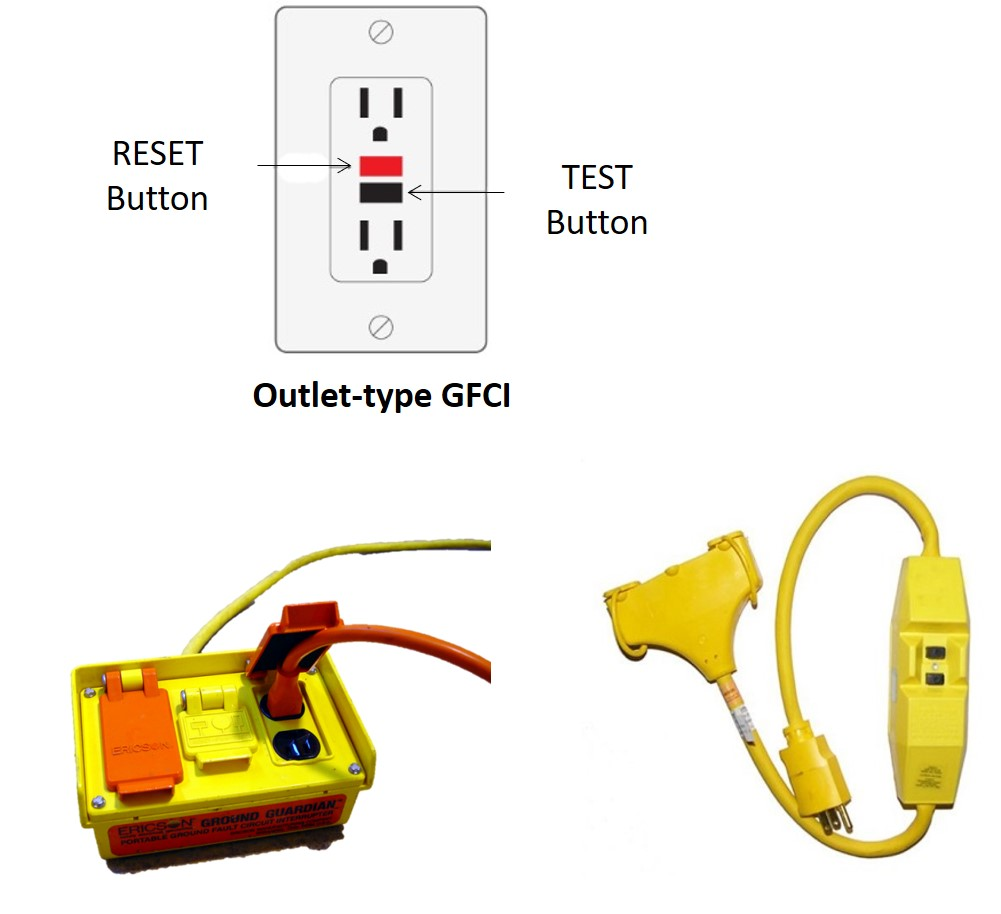 RESET
Button
TEST
Button
Outlet-type GFCI
ERICSON
ERICSON
GROUND GUARDIAN
PORTABLE GROUND FAULT CIRCUIT INTERRUPTER